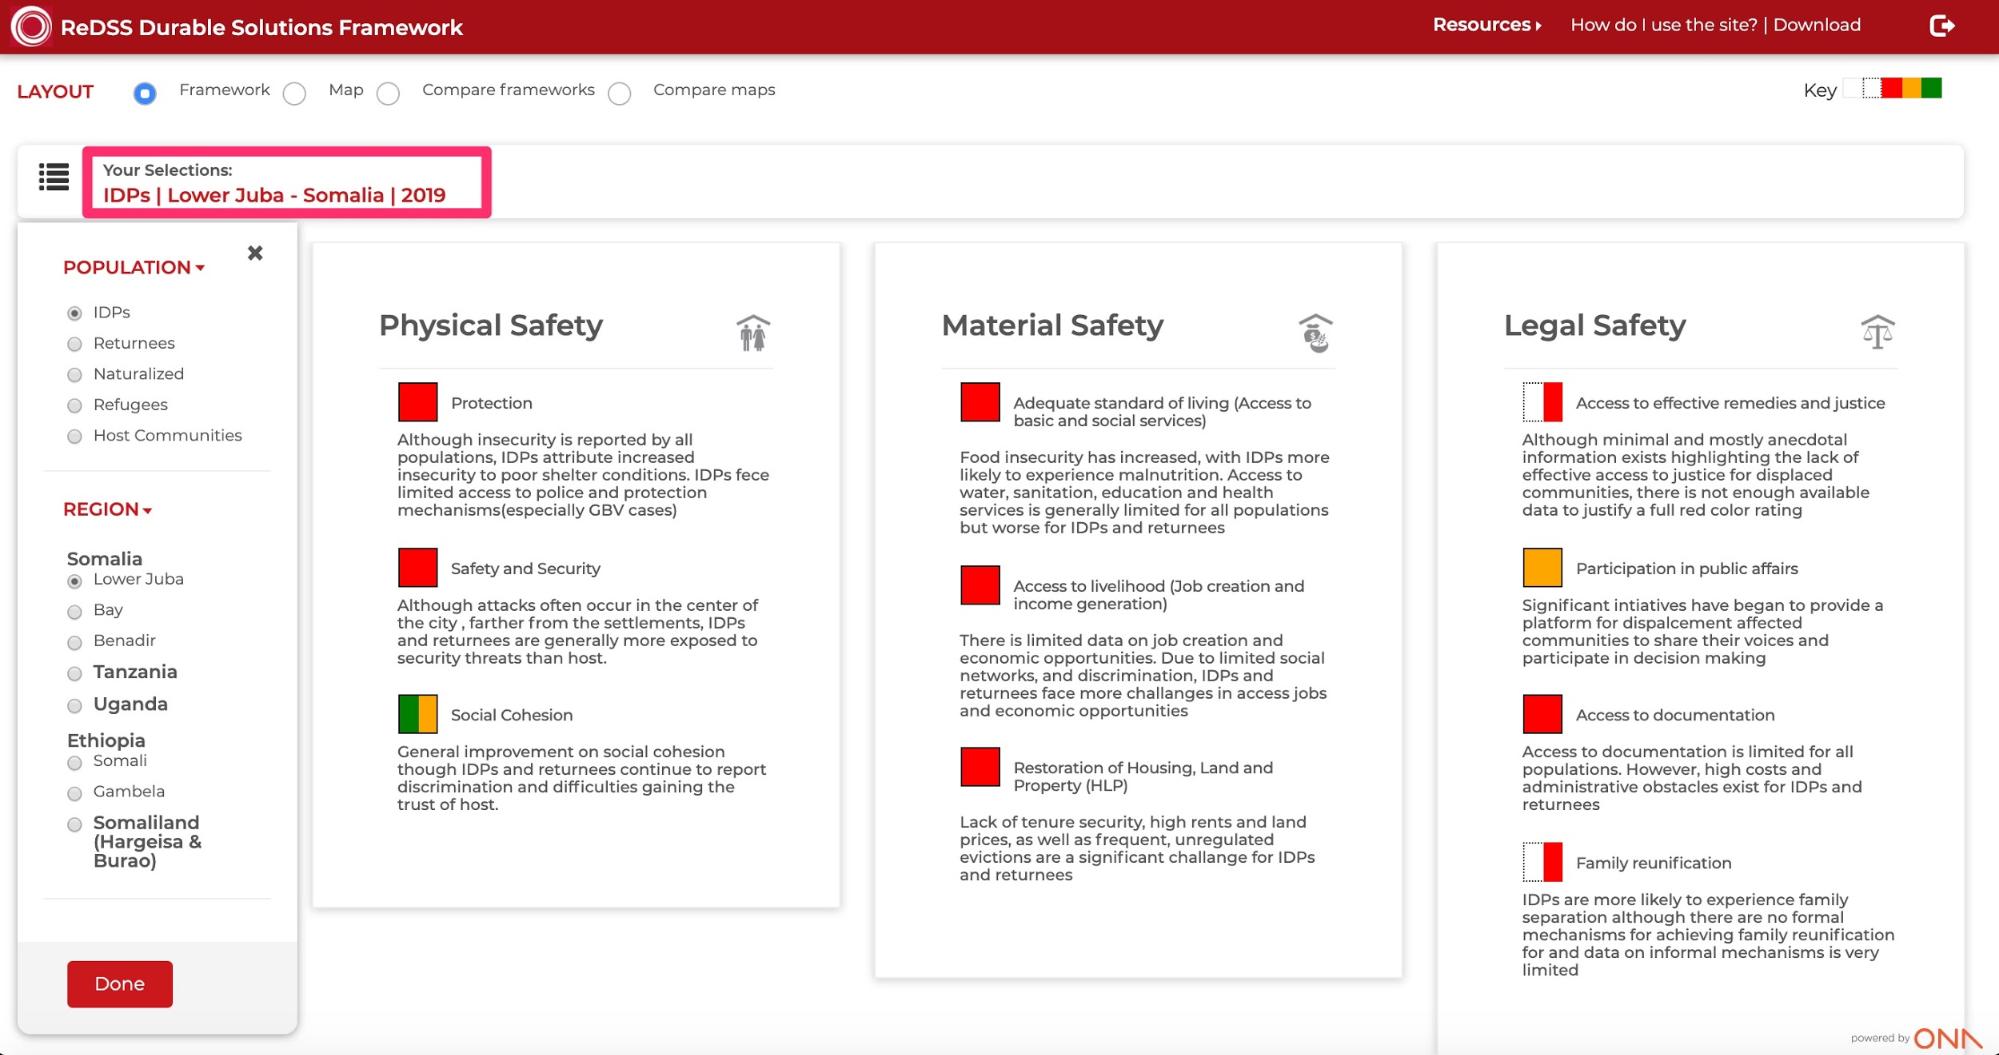 ReDSS Durable Solutions Framework
Resources
How do I use the site? | Download
LAYOUT
Framework
Map
Compare frameworks
Compare maps
Key
Your Selections:
IDPs | Lower Juba - Somalia | 2019
POPULATION
IDPs
Returnees
Naturalized
Refugees
Host Communities
REGION
Somalia
Lower Juba
Bay
Benadir
Tanzania
Uganda
Ethiopia
Somali
Gambela
Somaliland
(Hargeisa &
Burao)
Done
Physical Safety
Protection
Although insecurity is reported by all
populations, IDPs attribute increased
insecurity to poor shelter conditions. IDPs fece
limited access to police and protection
mechanisms(especially GBV cases)
Safety and Security
Although attacks often occur in the center of
the city , farther from the settlements, IDPs
and returnees are generally more exposed to
security threats than host.
Social Cohesion
General improvement on social cohesion
though IDPs and returnees continue to report
discrimination and difficulties gaining the
trust of host.
Material Safety
Adequate standard of living (Access to
basic and social services)
Food insecurity has increased, with IDPs more
likely to experience malnutrition. Access to
water, sanitation, education and health
services is generally limited for all populations
but worse for IDPs and returnees
Access to livelihood (Job creation and
income generation)
There is limited data on job creation and
economic opportunities. Due to limited social
networks, and discrimination, IDPs and
returnees face more challanges in access jobs
and economic opportunities
Restoration of Housing, Land and
Property (HLP)
Lack of tenure security, high rents and land
prices, as well as frequent, unregulated
evictions are a significant challange for IDPs
and returnees
Legal Safety
Access to effective remedies and justice
Although minimal and mostly anecdotal
information exists highlighting the lack of
effective access to justice for displaced
communities, there is not enough available
data to justify a full red color rating
Participation in public affairs
Significant intiatives have began to provide a
platform for dispalcement affected
communities to share their voices and
participate in decision making
Access to documentation
Access to documentation is limited for all
populations. However, high costs and
administrative obstacles exist for IDPs and
returnees
Family reunification
IDPs are more likely to experience family
separation although there are no formal
mechanisms for achieving family reunification
for and data on informal mechanisms is very
limited
powered by ONA